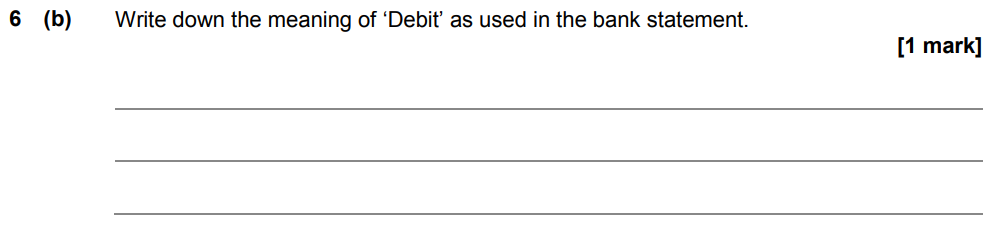 6 (b) Write down the meaning of ‘Debit’ as used in the bank statement.
[1 mark]